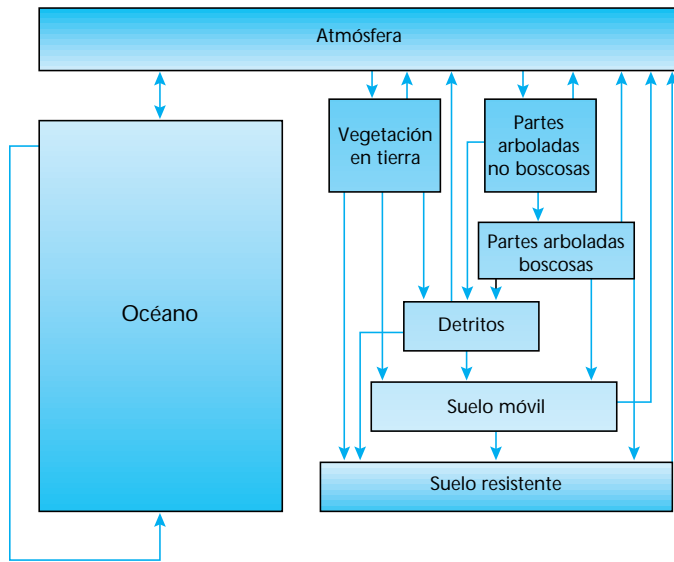 Atmósfera
Vegetación
en tierra
Partes
arboladas
no boscosas
Partes arboladas
boscosas
Océano
Detritos
Suelo móvil
Suelo resistente